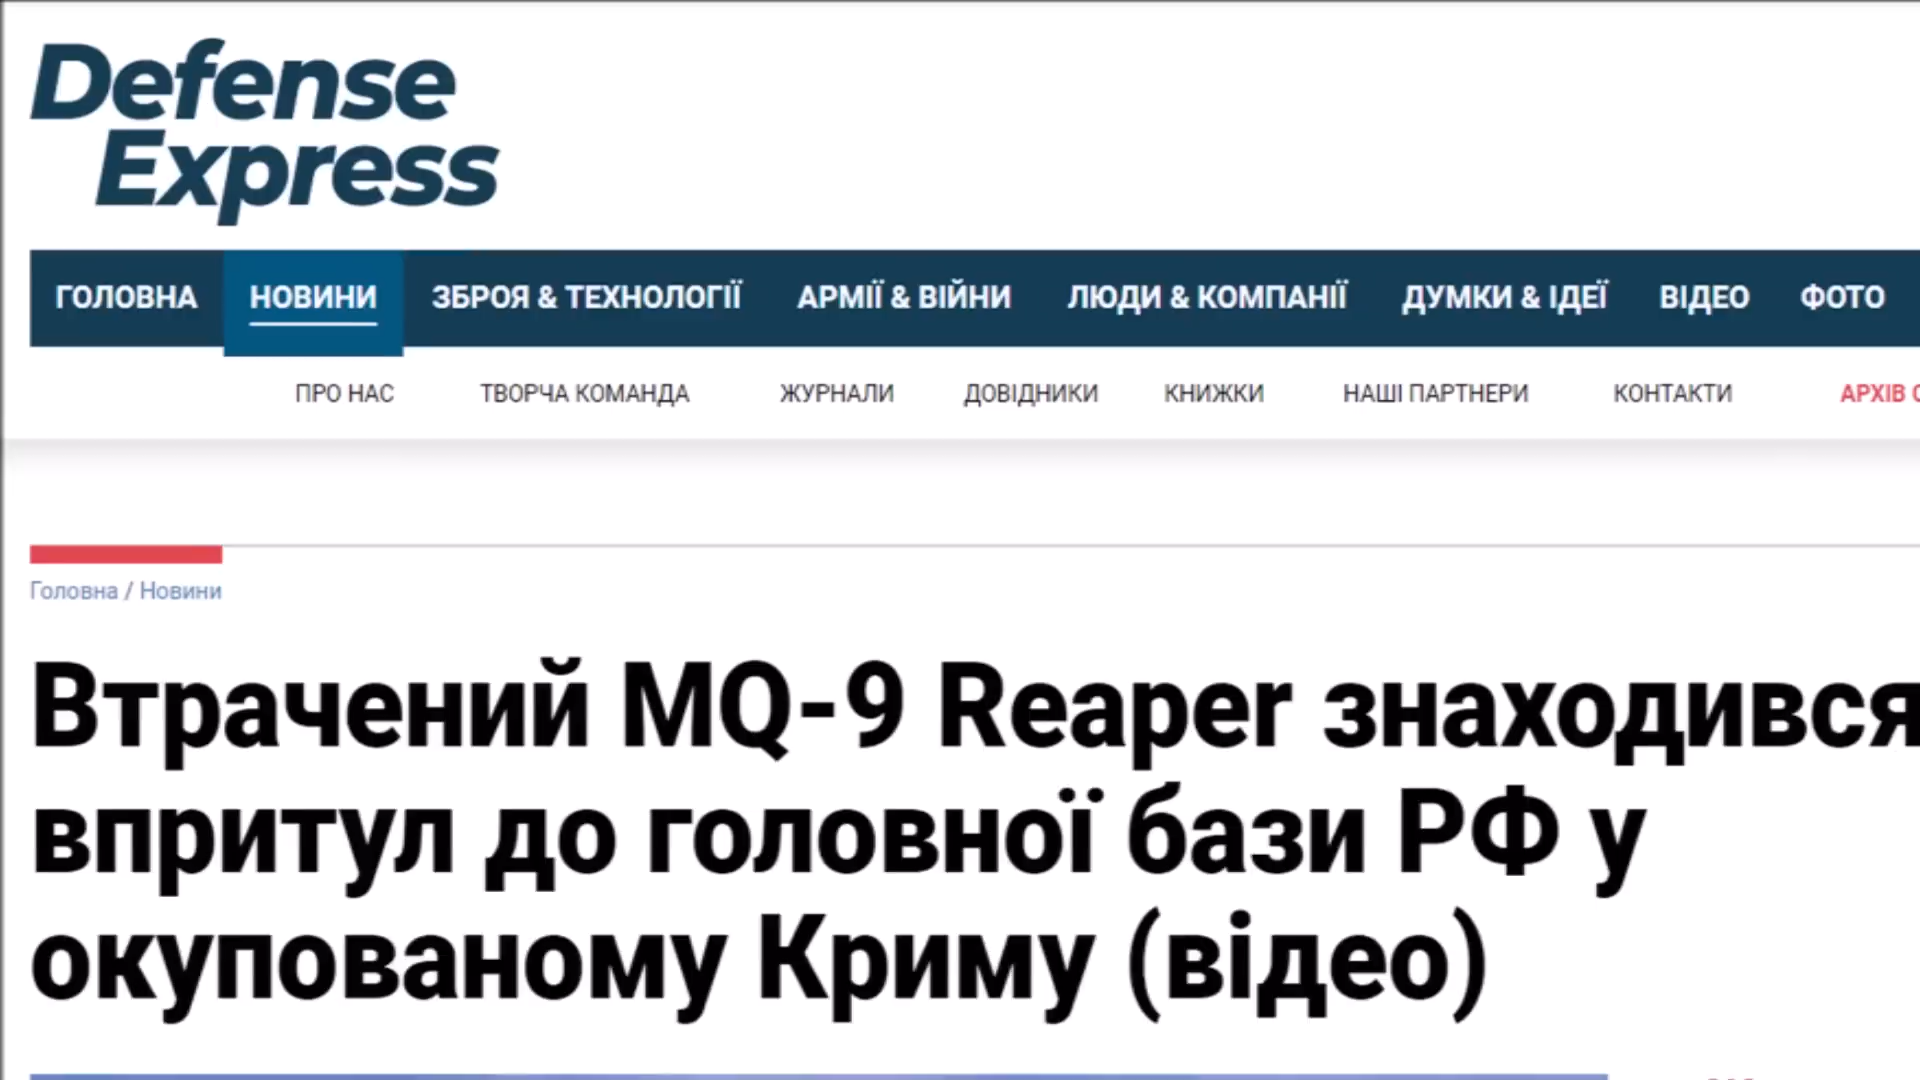 Defense
Express
ГОЛОВНА НОВИНИ ЗБРОЯ & ТЕХНОЛОГІЇ АРМІЇ & ВІЙНИ ЛЮДИ & КОМПАНІЇ ДУМКИ & ІДЕЇ ВІДЕО ФОТО
ПРО НАС ТВОРЧА КОМАНДА ЖУРНАЛИ ДОВІДНИКИ КНИЖКИ НАШІ ПАРТНЕРИ КОНТАКТИ АРХІВ
Головна / Новини
Втрачений MQ-9 Reaper знаходився
впритул до головної бази РФ у
окупованому Криму (відео)